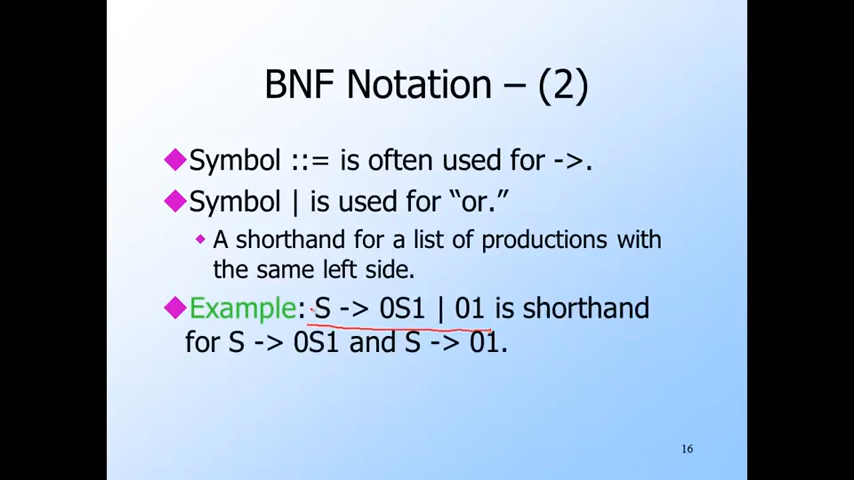 BNF Notation – (2)
Symbol ::= is often used for ->.
Symbol | is used for “or.”
A shorthand for a list of productions with
the same left side.
Example: S -> 0S1 | 01 is shorthand
for S -> 0S1 and S -> 01.
16